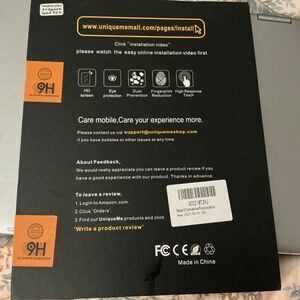 www.uniquememall.com/pages/install
Click "installation video"
please watch the easy online installation video first
9H
HD
screen
Eye
protection
Dust
Prevention
Fingerprint
Reduction
High-Response
Touch
Care mobile,Care your experience more.
Please contact us via support@uniqumeshop.com
if you have bubbles or other issues at any time.
About Feedback,
We would really appreciate you can leave a product review if you
have a good experience with our product. Thanks in advance.
To leave a review,
1.Login to Amazon.com.
2.Click 'Orders'
3.Find out UniqueMe products and click
'Write a product review'
9H
FC CE
Made in China